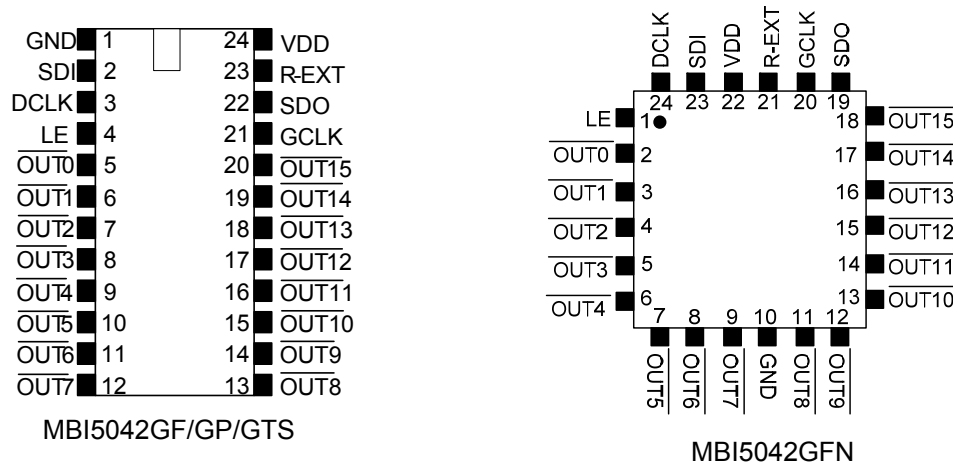 GND 1 24 VDD
SDI 2 23 R-EXT
DCLK 3 22 SDO
LE 4 21 GCLK
OUT0 5 20 OUT15
OUT1 6 19 OUT14
OUT2 7 18 OUT13
OUT3 8 17 OUT12
OUT4 9 16 OUT11
OUT5 10 15 OUT10
OUT6 11 14 OUT9
OUT7 12 13 OUT8
MBI5042GF/GP/GTS
DCLK SDI VDD R-EXT GCLK SDO
24 23 22 21 20 19
LE 1 18 OUT15
OUT0 2 17 OUT14
OUT1 3 16 OUT13
OUT2 4 15 OUT12
OUT3 5 14 OUT11
OUT4 6 13 OUT10
7 8 9 10 11 12
OUT5 OUT6 OUT7 GND OUT8 OUT9
MBI5042GFN